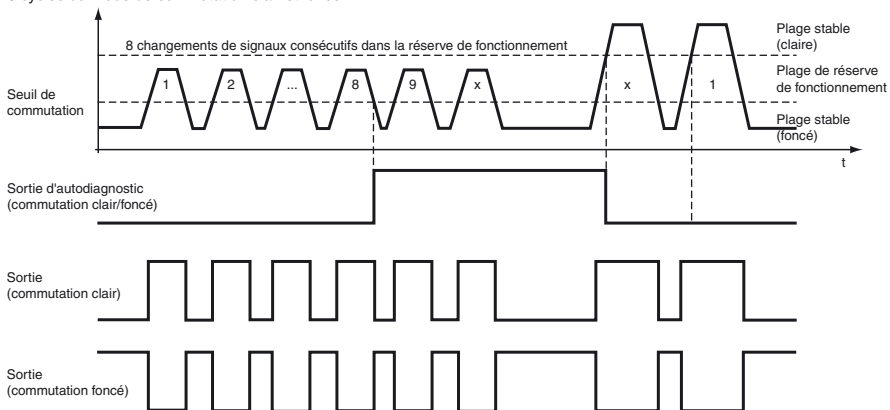 8 changements de signaux consécutifs dans la réserve de fonctionnement
Plage stable
(claire)
Plage de réserve
de fonctionnement
Plage stable
(foncé)
Seuil de
commutation
1
2
...
8
9
x
x
1
t
Sortie d'autodiagnostic
(commutation clair/foncé)
Sortie
(commutation clair)
Sortie
(commutation foncé)